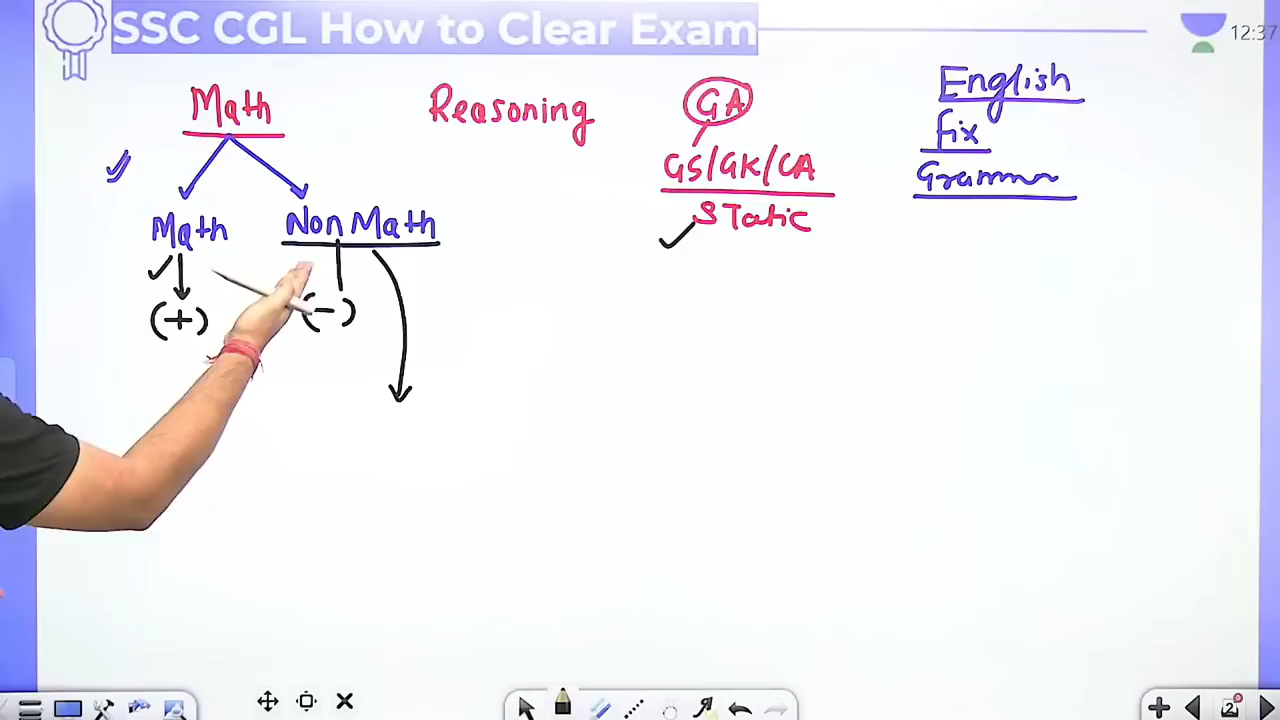 SSC CGL How to Clear Exam
12:37
Math
Reasoning
GA
English
Fix
GS/GK/CA
Grammar
Static
Math
Non Math
(+)
(-)
2